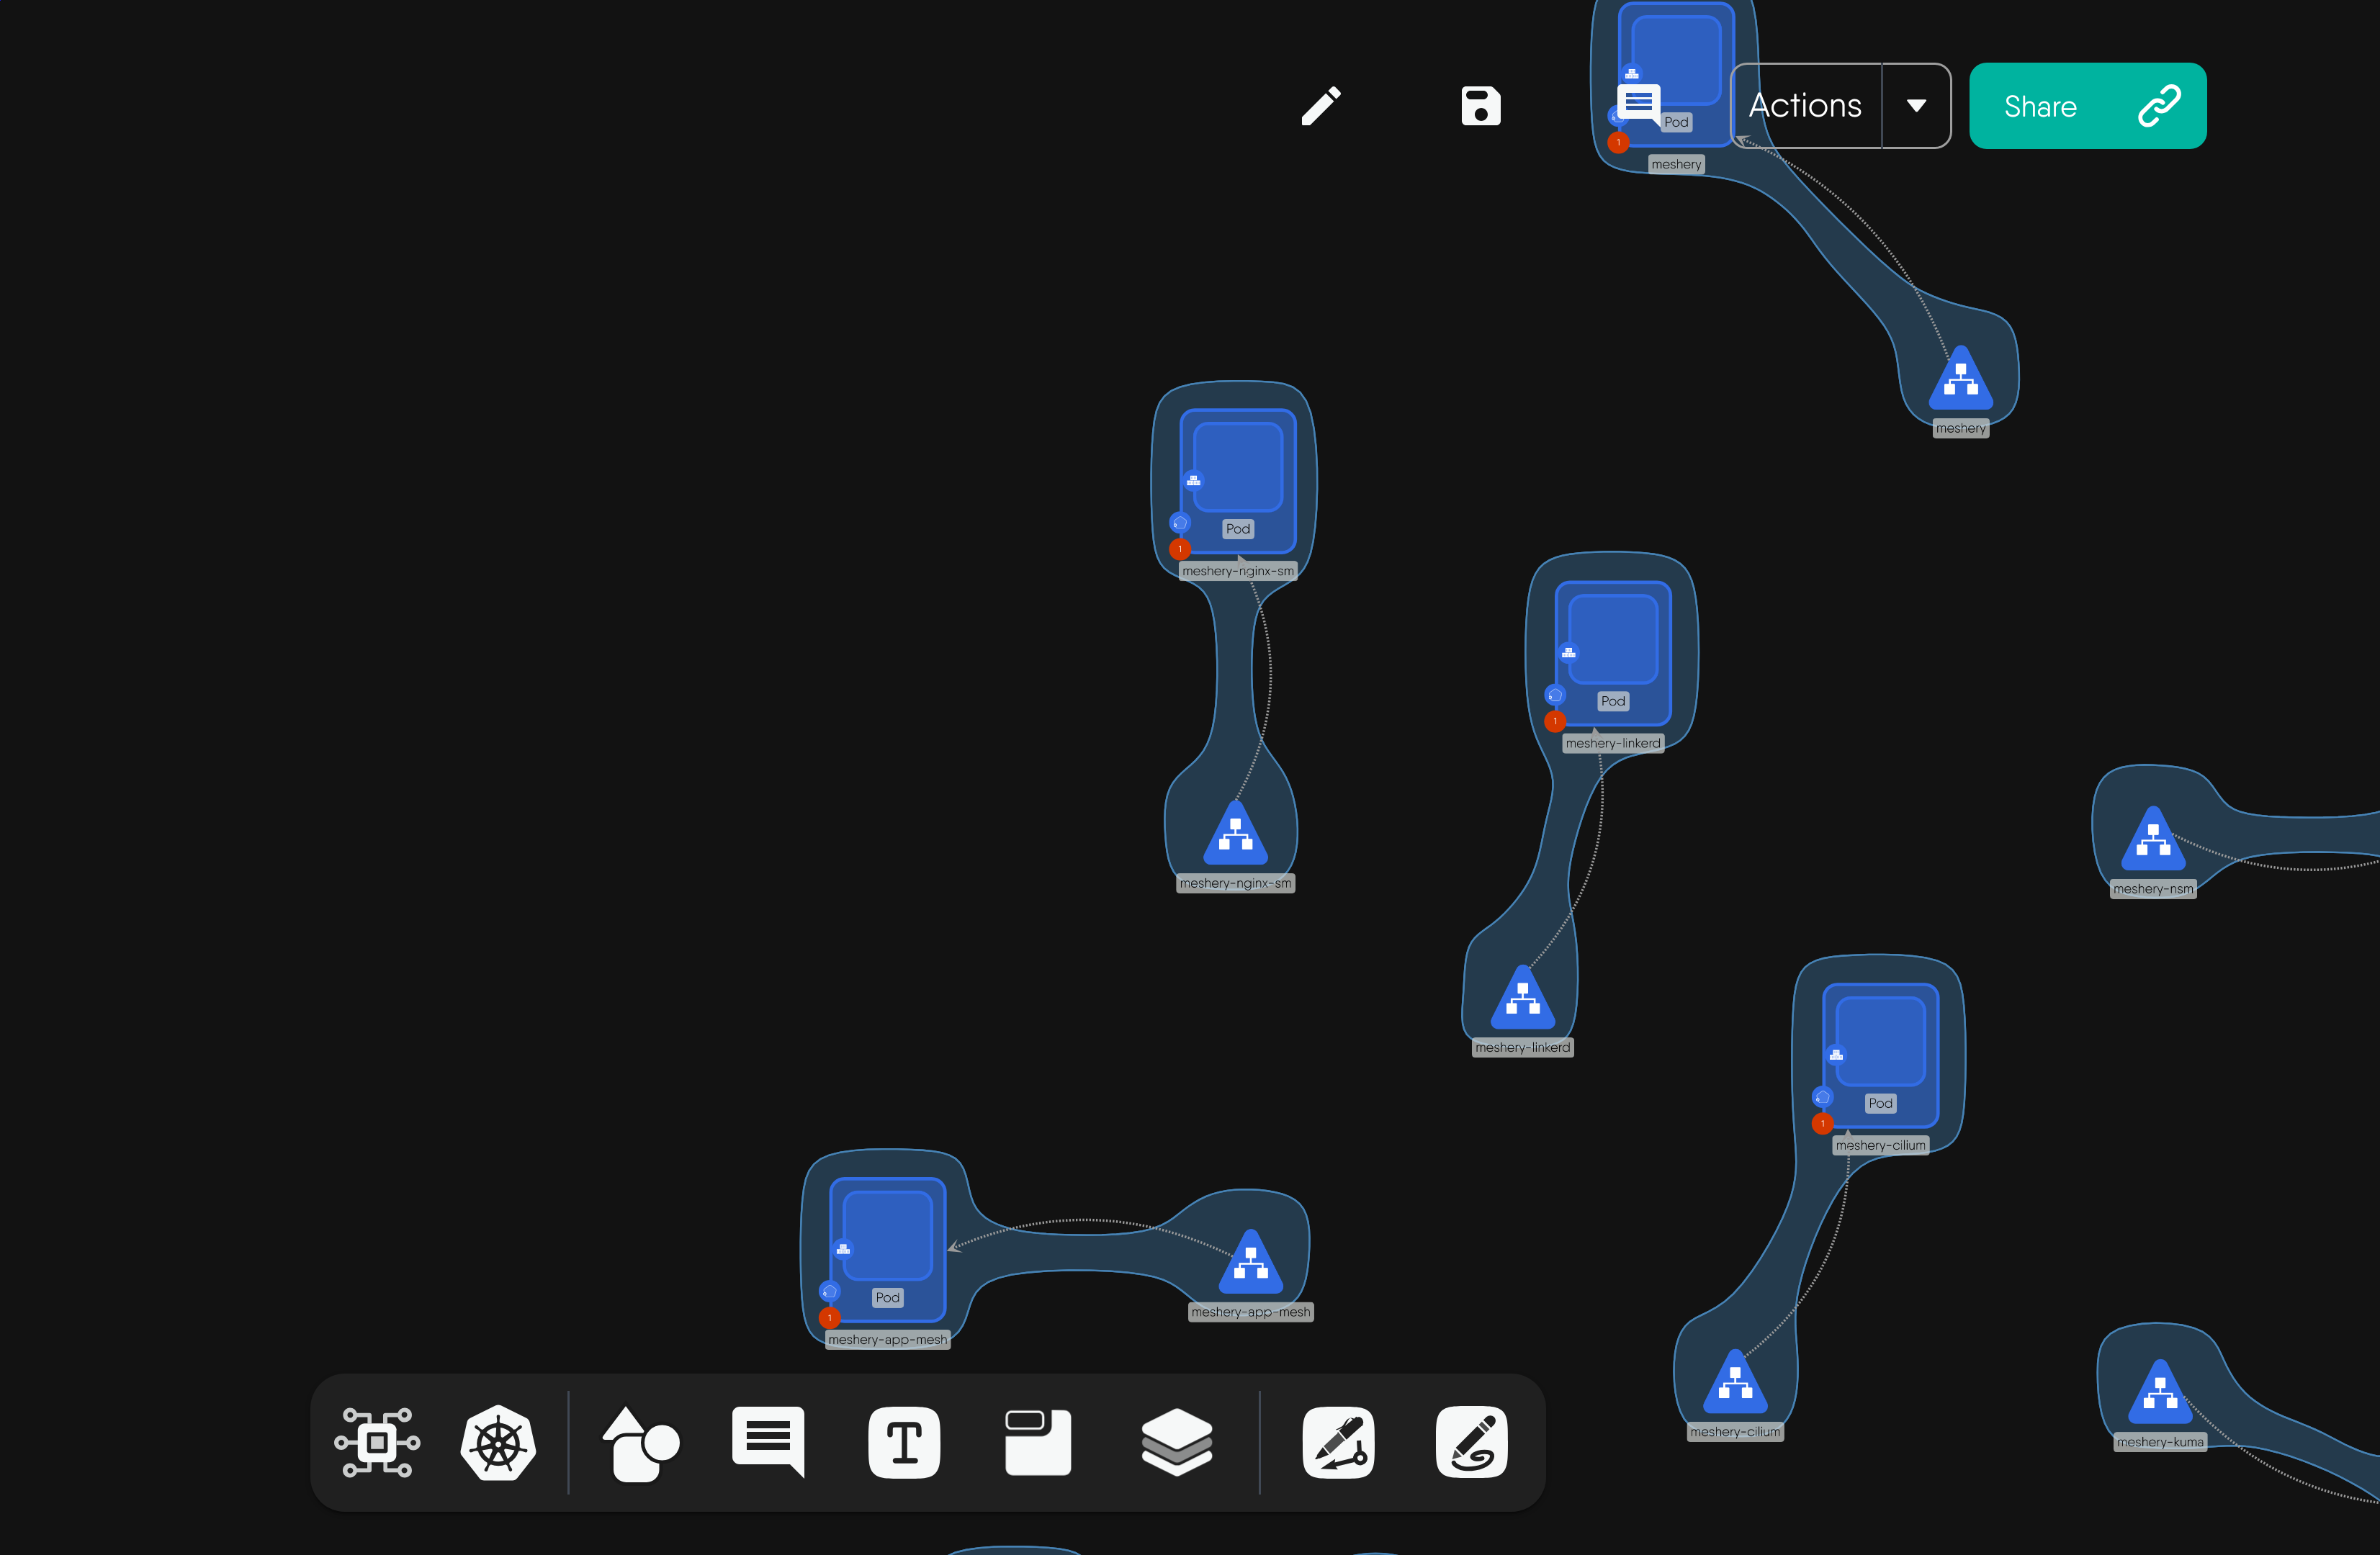 Pod
1
meshery
Actions
Share
meshery
Pod
1
meshery-nginx-sm
Pod
1
meshery-linkerd
meshery-nginx-sm
meshery-nsm
meshery-linkerd
Pod
1
meshery-cilium
Pod
1
meshery-app-mesh
meshery-app-mesh
meshery-cilium
meshery-kuma
T